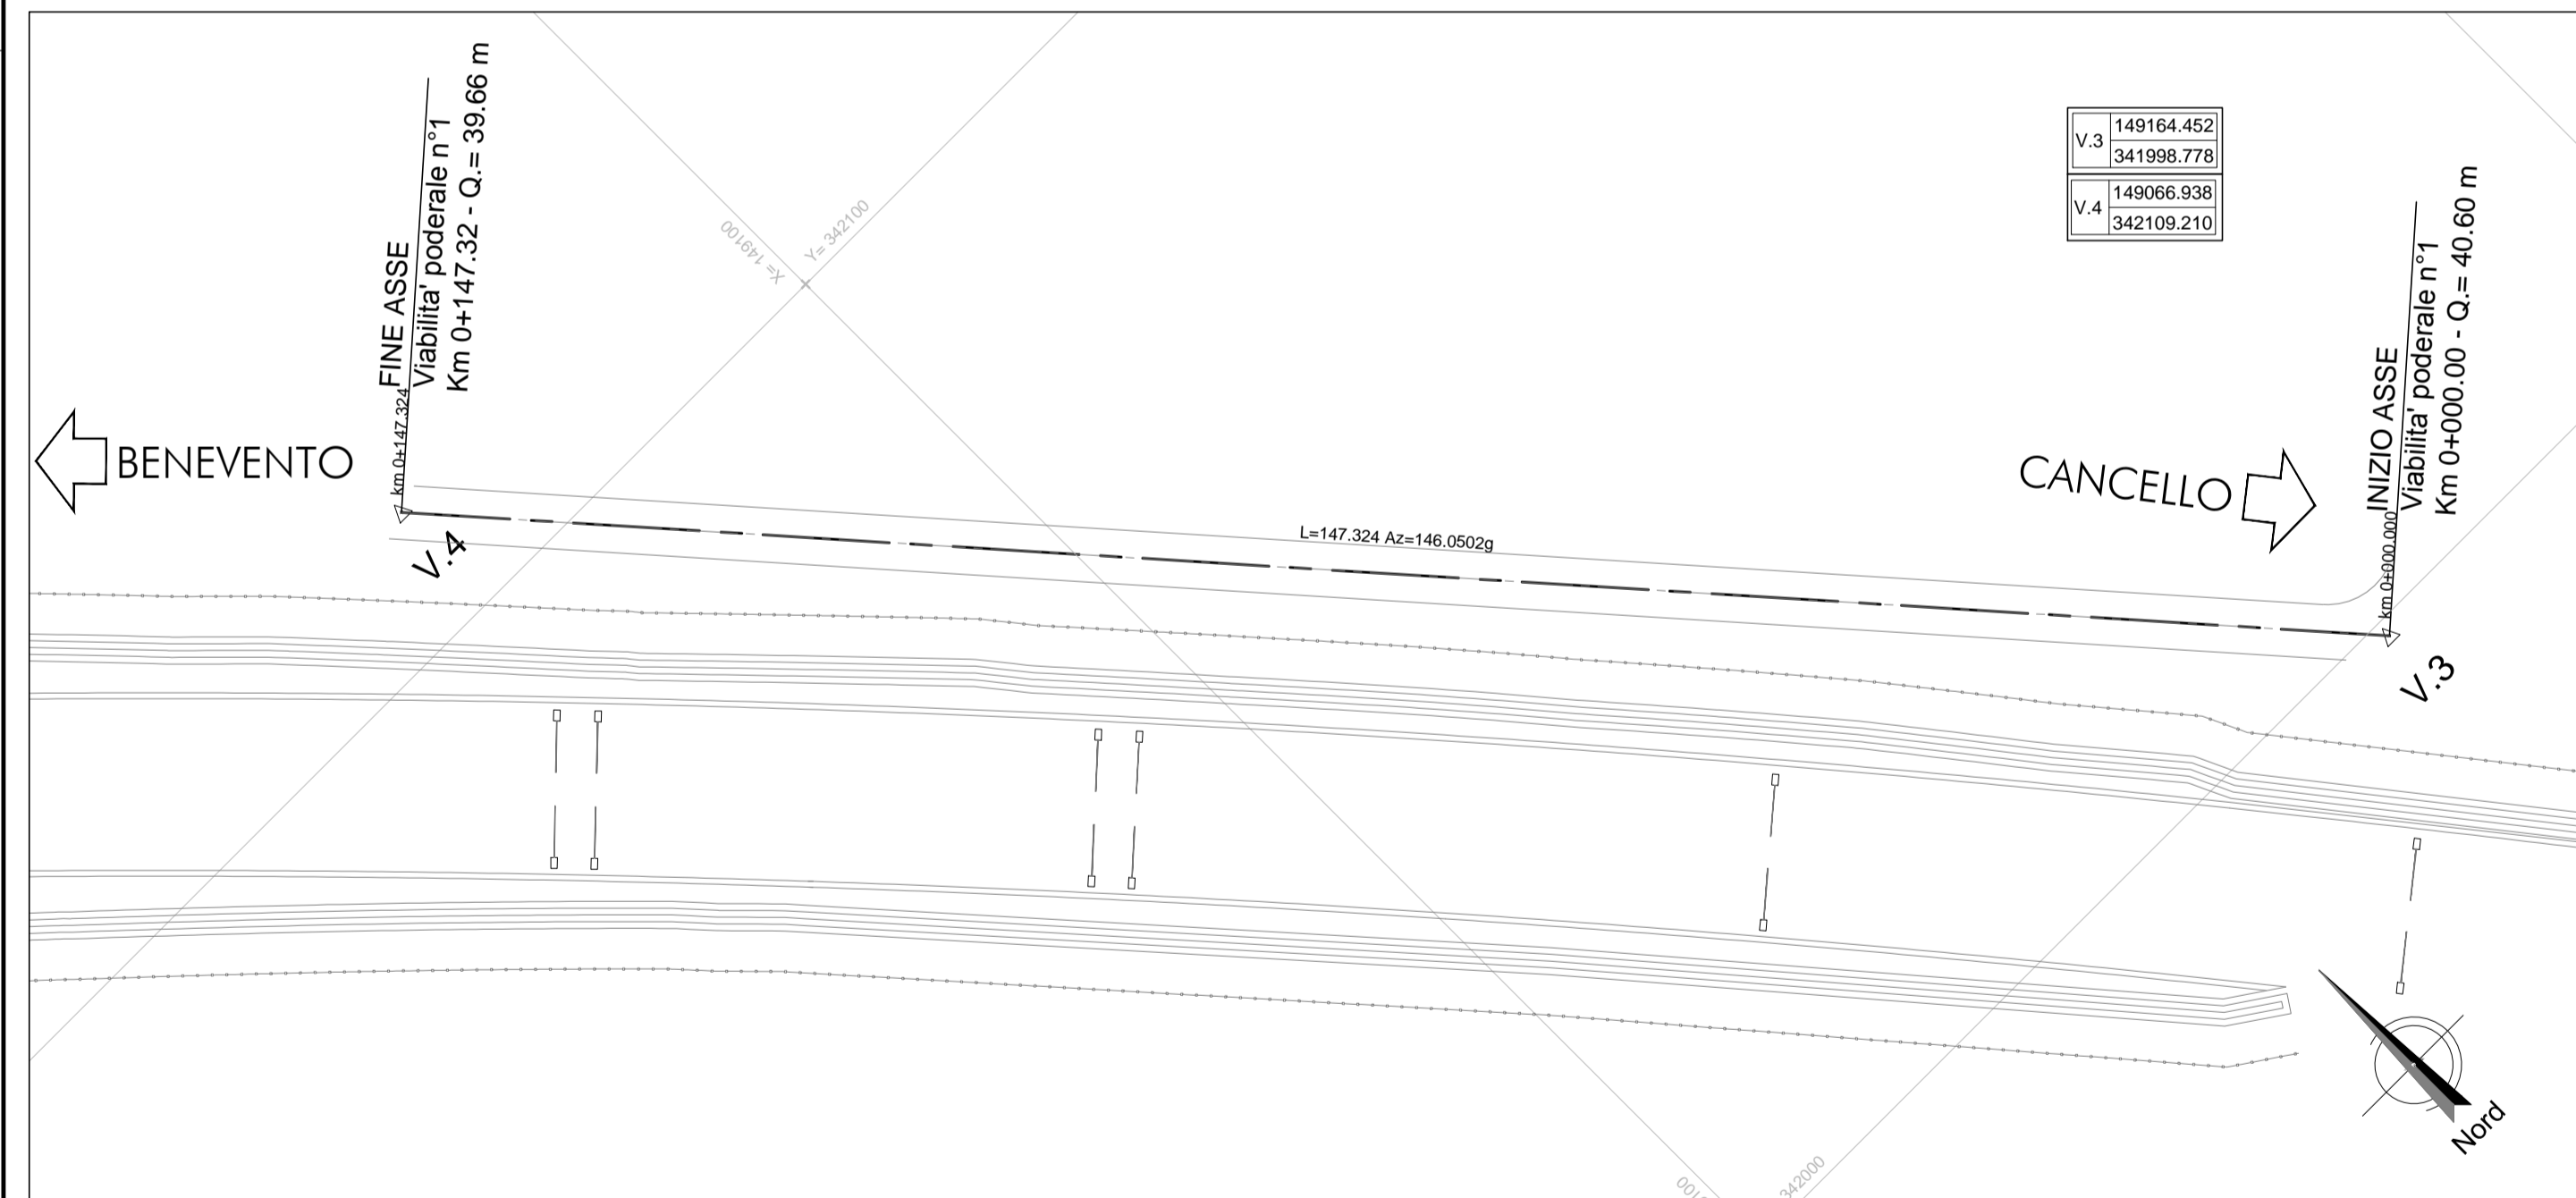 FINE ASSE
Viabilita' poderale n°1
Km 0+147.32 - Q.= 39.66 m
km 0+147.324
BENEVENTO
V.4
X= 149100
Y= 342100
L=147.324 Az=146.0502g
V.3
149164.452
341998.778
V.4
149066.938
342109.210
CANCELLO
INIZIO ASSE
Viabilita' poderale n°1
Km 0+000.00 - Q.= 40.60 m
km 0+000.000
V.3
342000
Nord